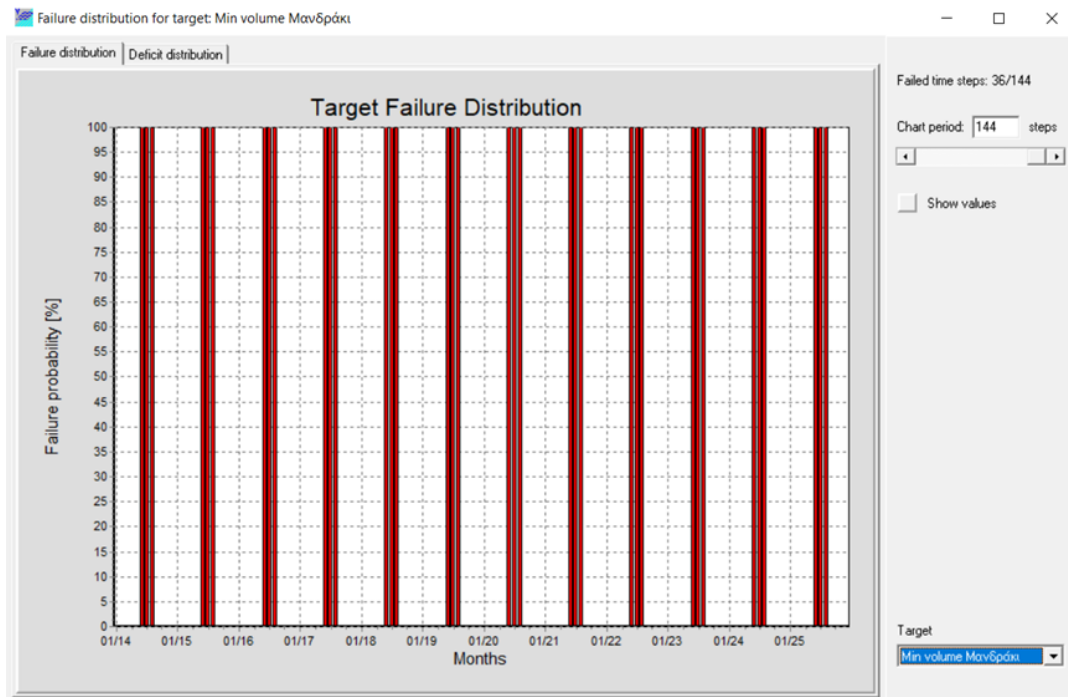 Failure distribution for target: Min volume Μανδράκι
Failure distribution
Deficit distribution
Target Failure Distribution
Failure probability [%]
100
95
90
85
80
75
70
65
60
55
50
45
40
35
30
25
20
15
10
5
0
01/14 01/15 01/16 01/17 01/18 01/19 01/20 01/21 01/22 01/23 01/24 01/25
Months
Failed time steps: 36/144
Chart period: 144 steps
Show values
Target
Min volume Μανδράκι